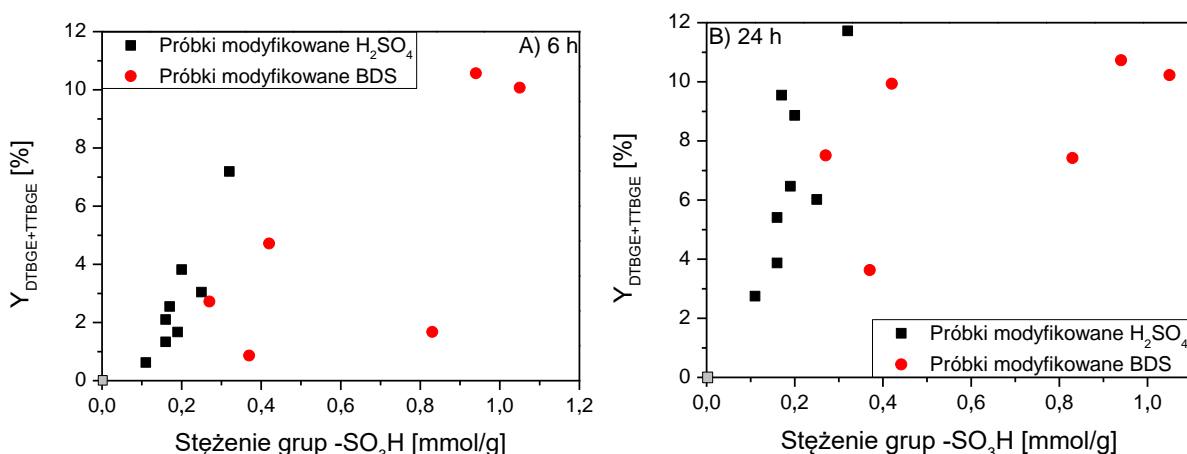 12
10
8
6
4
2
0
Y_DTBGE+TTBGE [%]
Próbki modyfikowane H₂SO₄
Próbki modyfikowane BDS
A) 6 h
0,0 0,2 0,4 0,6 0,8 1,0 1,2
Stężenie grup -SO₃H [mmol/g]
12
10
8
6
4
2
0
Y_DTBGE+TTBGE [%]
B) 24 h
Próbki modyfikowane H₂SO₄
Próbki modyfikowane BDS
0,0 0,2 0,4 0,6 0,8 1,0
Stężenie grup -SO₃H [mmol/g]